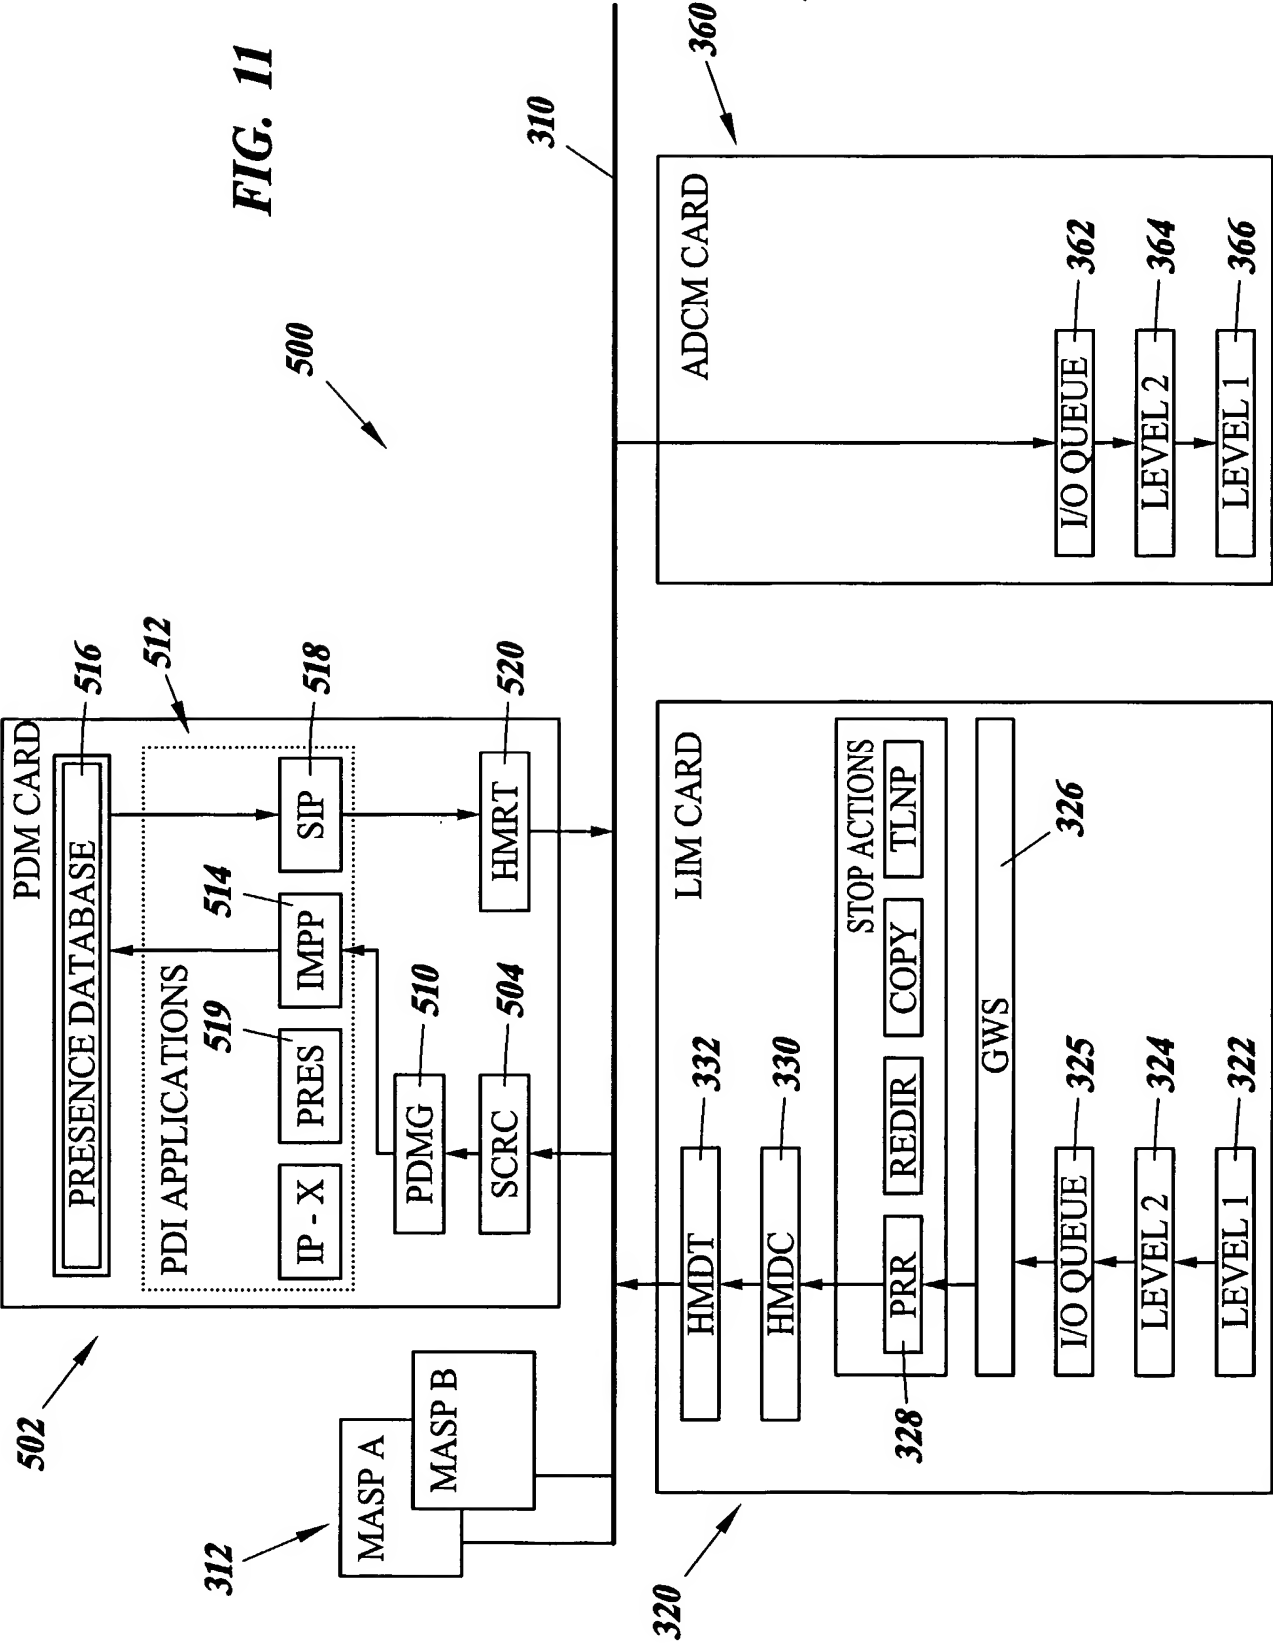 FIG. 11
500
502
PDM CARD
PRESENCE DATABASE
516
PDI APPLICATIONS
512
IP - X
PRES
519
IMPP
514
SIP
518
PDMG
510
SCRC
504
HMRT
520
312
MASP A
MASP B
310
320
LIM CARD
HMDT
332
HMDC
330
STOP ACTIONS
PRR
328
REDIR
COPY
TLNP
GWS
326
I/O QUEUE
325
LEVEL 2
324
LEVEL 1
322
360
ADCM CARD
I/O QUEUE
362
LEVEL 2
364
LEVEL 1
366